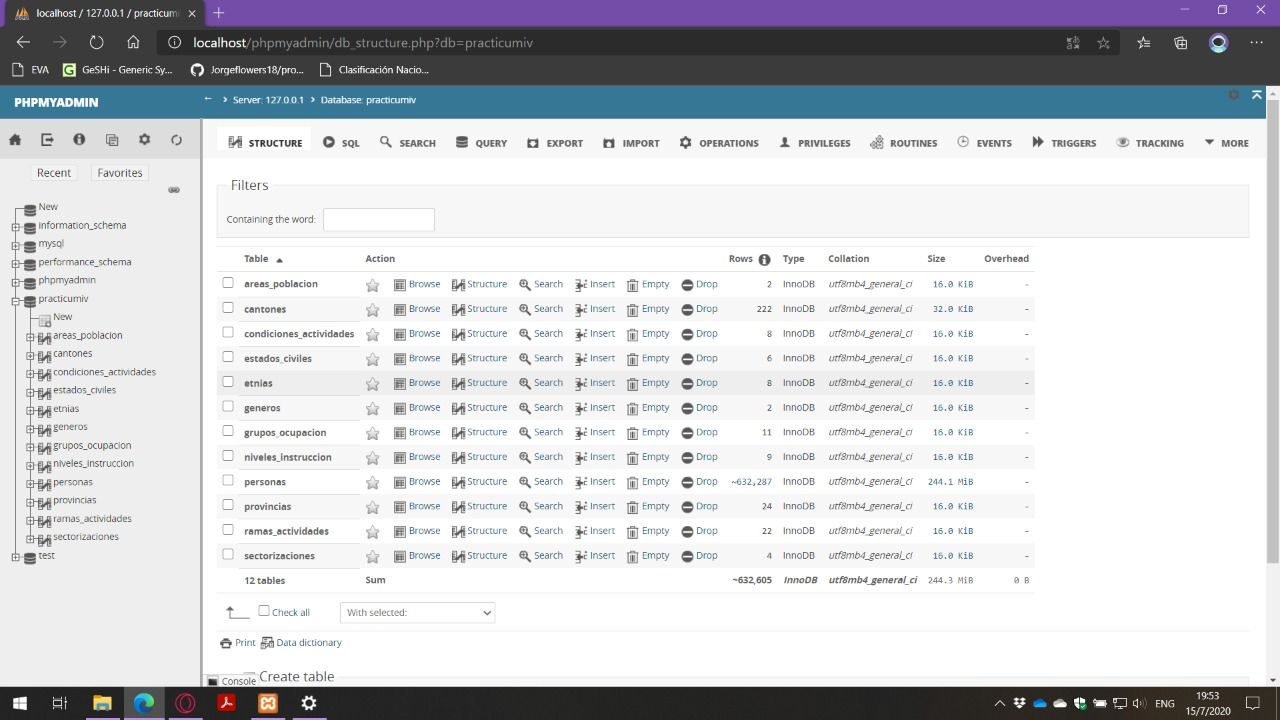 localhost / 127.0.0.1 / practicum
localhost/phpmyadmin/db_structure.php?db=practicumiv
EVA GeSHi - Generic Sy... Jorgeflowers18/pro... Clasificación Nacio...
PHPMYADMIN
Server: 127.0.0.1 Database: practicumiv
STRUCTURE SQL SEARCH QUERY EXPORT IMPORT OPERATIONS PRIVILEGES ROUTINES EVENTS TRIGGERS TRACKING MORE
Recent Favorites
New
information_schema
mysql
performance_schema
phpmyadmin
practicumiv
New
areas_poblacion
cantones
condiciones_actividades
estados_civiles
etnias
generos
grupos_ocupacion
niveles_instruccion
personas
provincias
ramas_actividades
sectorizaciones
test
Filters
Containing the word:
Table Action Rows Type Collation Size Overhead
areas_poblacion Browse Structure Search Insert Empty Drop 2 InnoDB utf8mb4_general_ci 16.0 KiB -
cantones Browse Structure Search Insert Empty Drop 222 InnoDB utf8mb4_general_ci 32.0 KiB -
condiciones_actividades Browse Structure Search Insert Empty Drop 8 InnoDB utf8mb4_general_ci 16.0 KiB -
estados_civiles Browse Structure Search Insert Empty Drop 6 InnoDB utf8mb4_general_ci 16.0 KiB -
etnias Browse Structure Search Insert Empty Drop 8 InnoDB utf8mb4_general_ci 16.0 KiB -
generos Browse Structure Search Insert Empty Drop 2 InnoDB utf8mb4_general_ci 16.0 KiB -
grupos_ocupacion Browse Structure Search Insert Empty Drop 11 InnoDB utf8mb4_general_ci 16.0 KiB -
niveles_instruccion Browse Structure Search Insert Empty Drop 9 InnoDB utf8mb4_general_ci 16.0 KiB -
personas Browse Structure Search Insert Empty Drop ~632,287 InnoDB utf8mb4_general_ci 244.1 MiB -
provincias Browse Structure Search Insert Empty Drop 24 InnoDB utf8mb4_general_ci 16.0 KiB -
ramas_actividades Browse Structure Search Insert Empty Drop 22 InnoDB utf8mb4_general_ci 16.0 KiB -
sectorizaciones Browse Structure Search Insert Empty Drop 4 InnoDB utf8mb4_general_ci 16.0 KiB -
12 tables Sum ~632,605 InnoDB utf8mb4_general_ci 244.3 MiB 0 B
Check all With selected:
Print Data dictionary
Create table
Console
ENG 19:53
15/7/2020